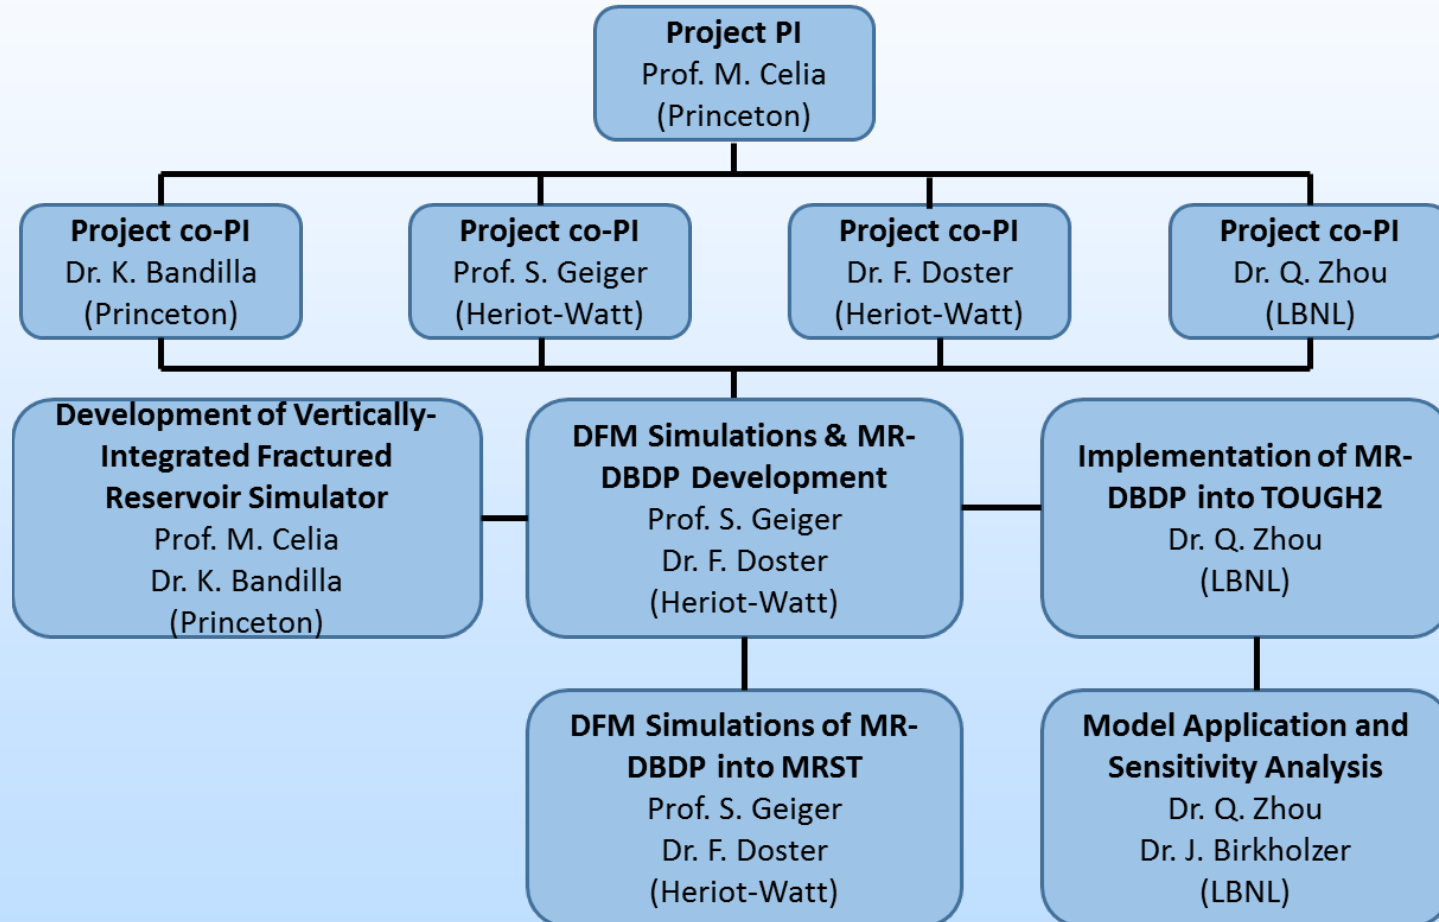 Project PI
Prof. M. Celia
(Princeton)
Project co-PI
Dr. K. Bandilla
(Princeton)
Project co-PI
Prof. S. Geiger
(Heriot-Watt)
Project co-PI
Dr. F. Doster
(Heriot-Watt)
Project co-PI
Dr. Q. Zhou
(LBNL)
Development of Vertically-
Integrated Fractured
Reservoir Simulator
Prof. M. Celia
Dr. K. Bandilla
(Princeton)
DFM Simulations & MR-
DBDP Development
Prof. S. Geiger
Dr. F. Doster
(Heriot-Watt)
Implementation of MR-
DBDP into TOUGH2
Dr. Q. Zhou
(LBNL)
DFM Simulations of MR-
DBDP into MRST
Prof. S. Geiger
Dr. F. Doster
(Heriot-Watt)
Model Application and
Sensitivity Analysis
Dr. Q. Zhou
Dr. J. Birkholzer
(LBNL)